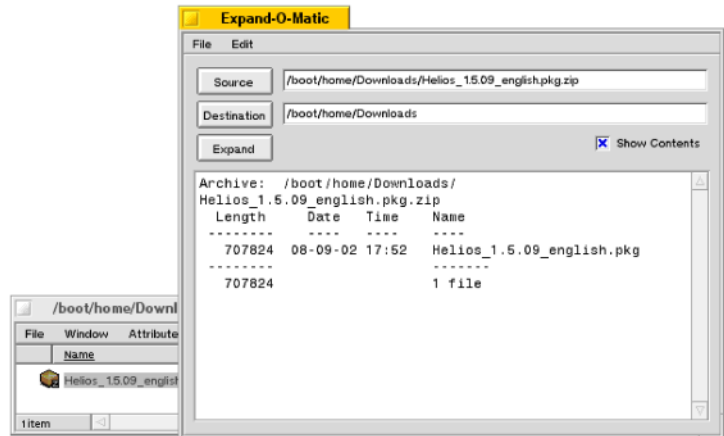 Expand-O-Matic
File Edit
Source /boot/home/Downloads/Helios_1.5.09_english.pkg.zip
Destination /boot/home/Downloads
Expand Show Contents
Archive: /boot/home/Downloads/
Helios_1.5.09_english.pkg.zip
Length Date Time Name
-------- ---- ---- ----
707824 08-09-02 17:52 Helios_1.5.09_english.pkg
-------- -------
707824 1 file
/boot/home/Downl
File Window Attribute
Name
Helios_1.5.09_english
1 item